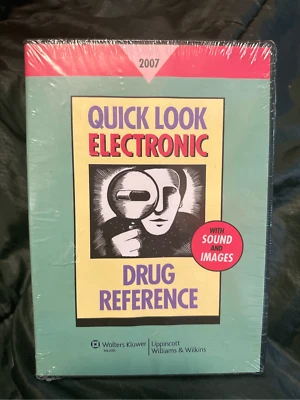 2007
QUICK LOOK
ELECTRONIC
WITH
SOUND
AND
IMAGES
DRUG
REFERENCE
Wolters Kluwer
Health
Lippincott
Williams & Wilkins